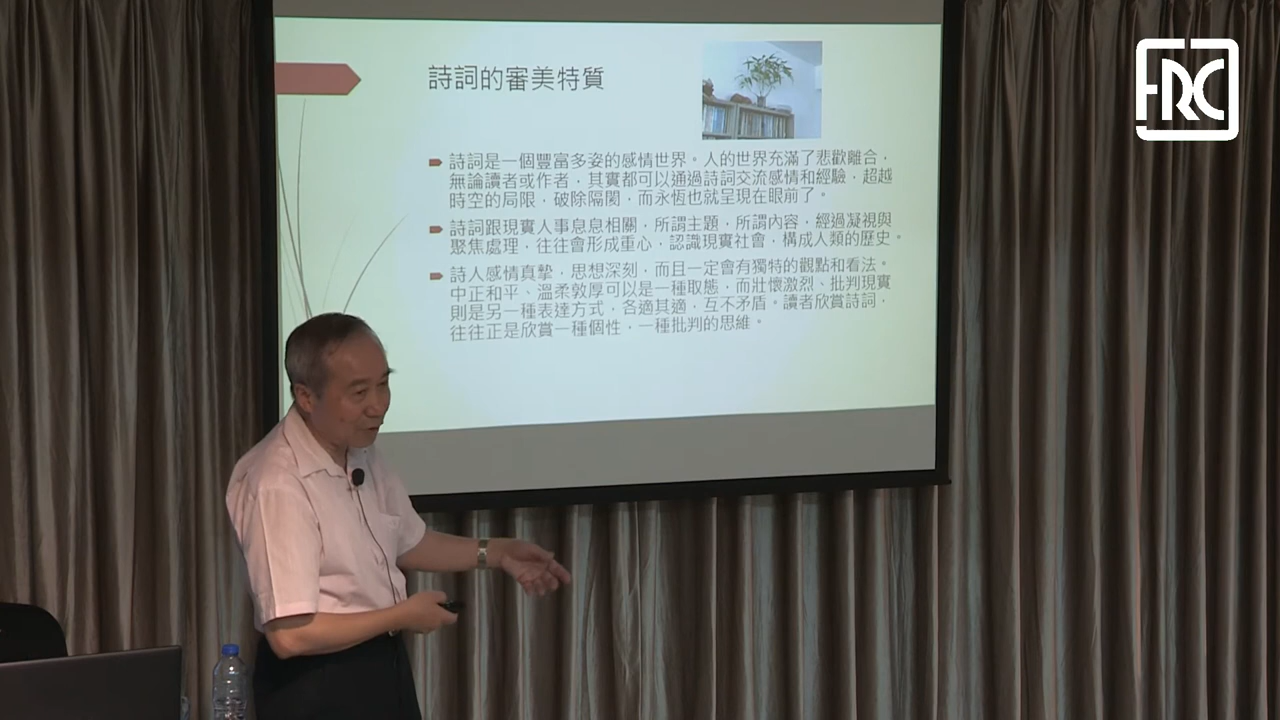 FRC
詩詞的審美特質
詩詞是一個豐富多姿的感情世界。人的世界充滿了悲歡離合，
無論讀者或作者，其實都可以通過詩詞交流感情和經驗，超越
時空的局限，破除隔閡，而永恆也就呈現在眼前了。
詩詞跟現實人事息息相關，所謂主題，所謂內容，經過凝視與
聚焦處理，往往會形成重心，認識現實社會，構成人類的歷史。
詩人感情真摯，思想深刻，而且一定會有獨特的觀點和看法。
中正和平、溫柔敦厚可以是一種取態，而壯懷激烈、批判現實
則是另一種表達方式，各適其適，互不矛盾。讀者欣賞詩詞，
往往正是欣賞一種個性，一種批判的思維。